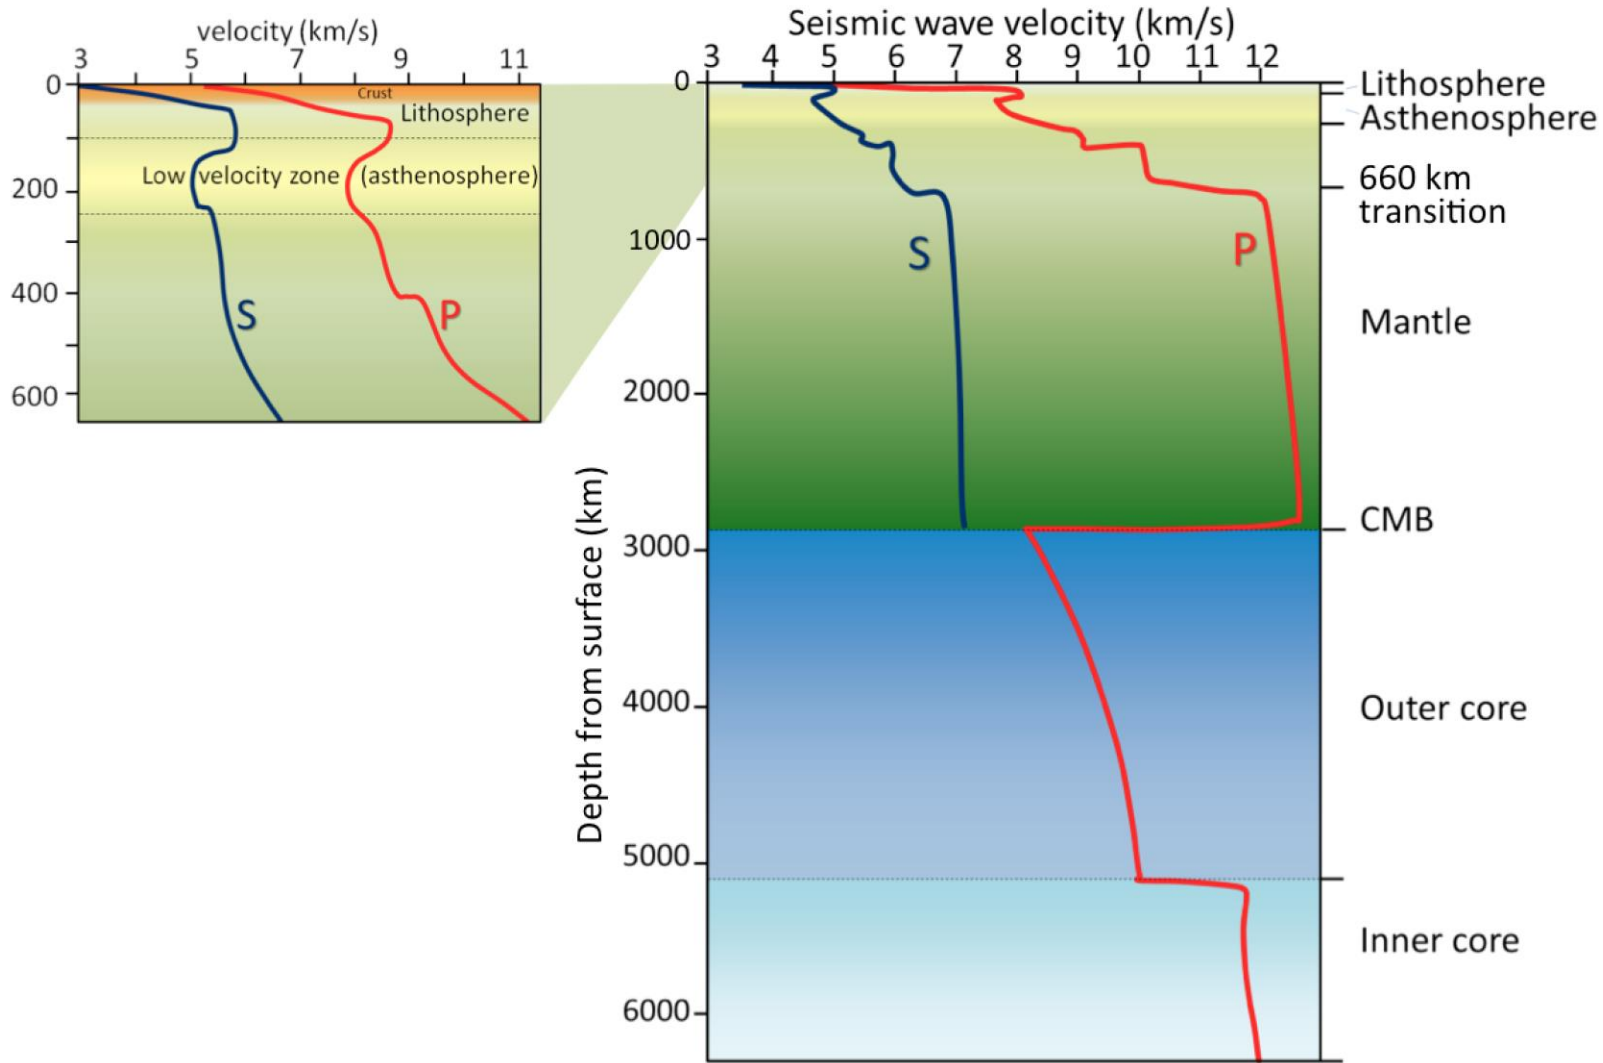 velocity (km/s)
3 5 7 9 11
0
200
400
600
Crust
Lithosphere
Low velocity zone (asthenosphere)
S
P
Seismic wave velocity (km/s)
3 4 5 6 7 8 9 10 11 12
Depth from surface (km)
0
1000
2000
3000
4000
5000
6000
S
P
Lithosphere
Asthenosphere
660 km
transition
Mantle
CMB
Outer core
Inner core